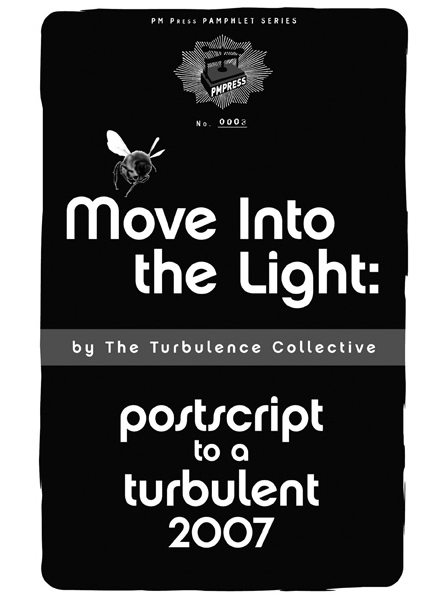 PM PRESS PAMPHLET SERIES
PMPRESS
No. 0003
Move Into
the Light:
by The Turbulence Collective
postscript
to a
turbulent
2007